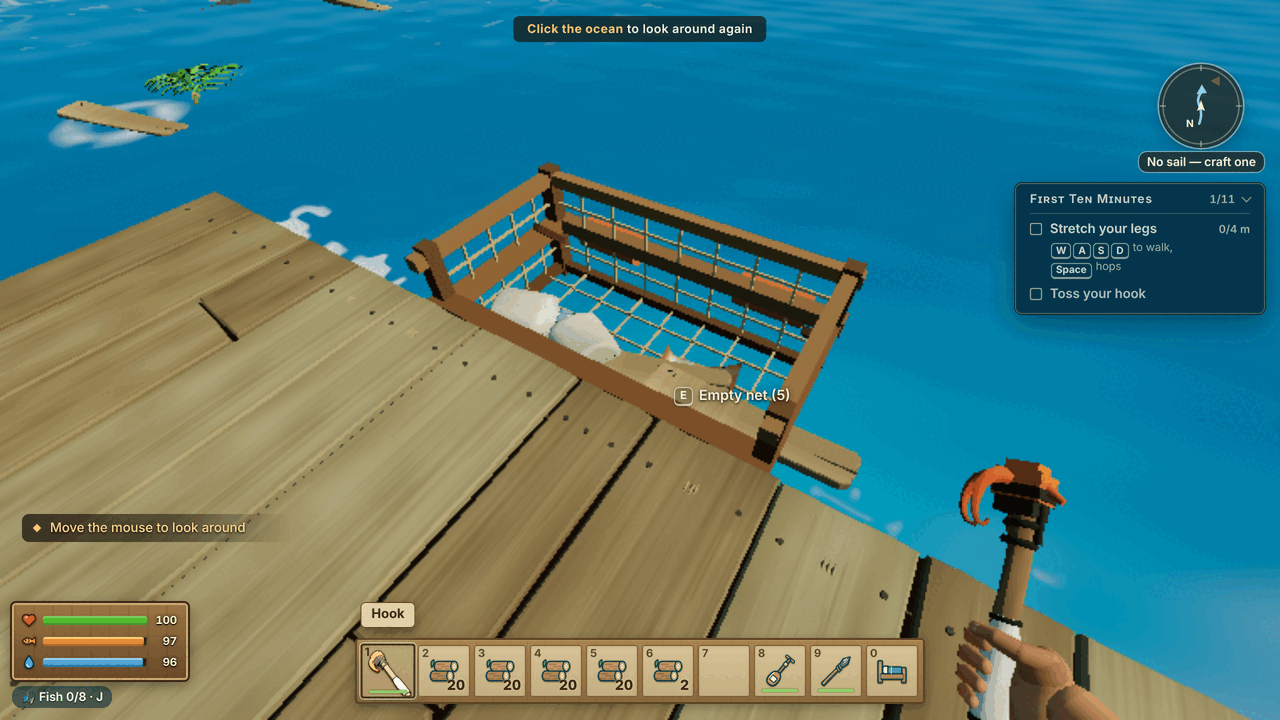 Click the ocean to look around again
N
No sail — craft one
First Ten Minutes 1/11
Stretch your legs 0/4 m
W A S D to walk,
Space hops
Toss your hook
E Empty net (5)
Move the mouse to look around
100
97
96
Fish 0/8 · J
Hook
1 2 3 4 5 6 7 8 9 0
20 20 20 20 2